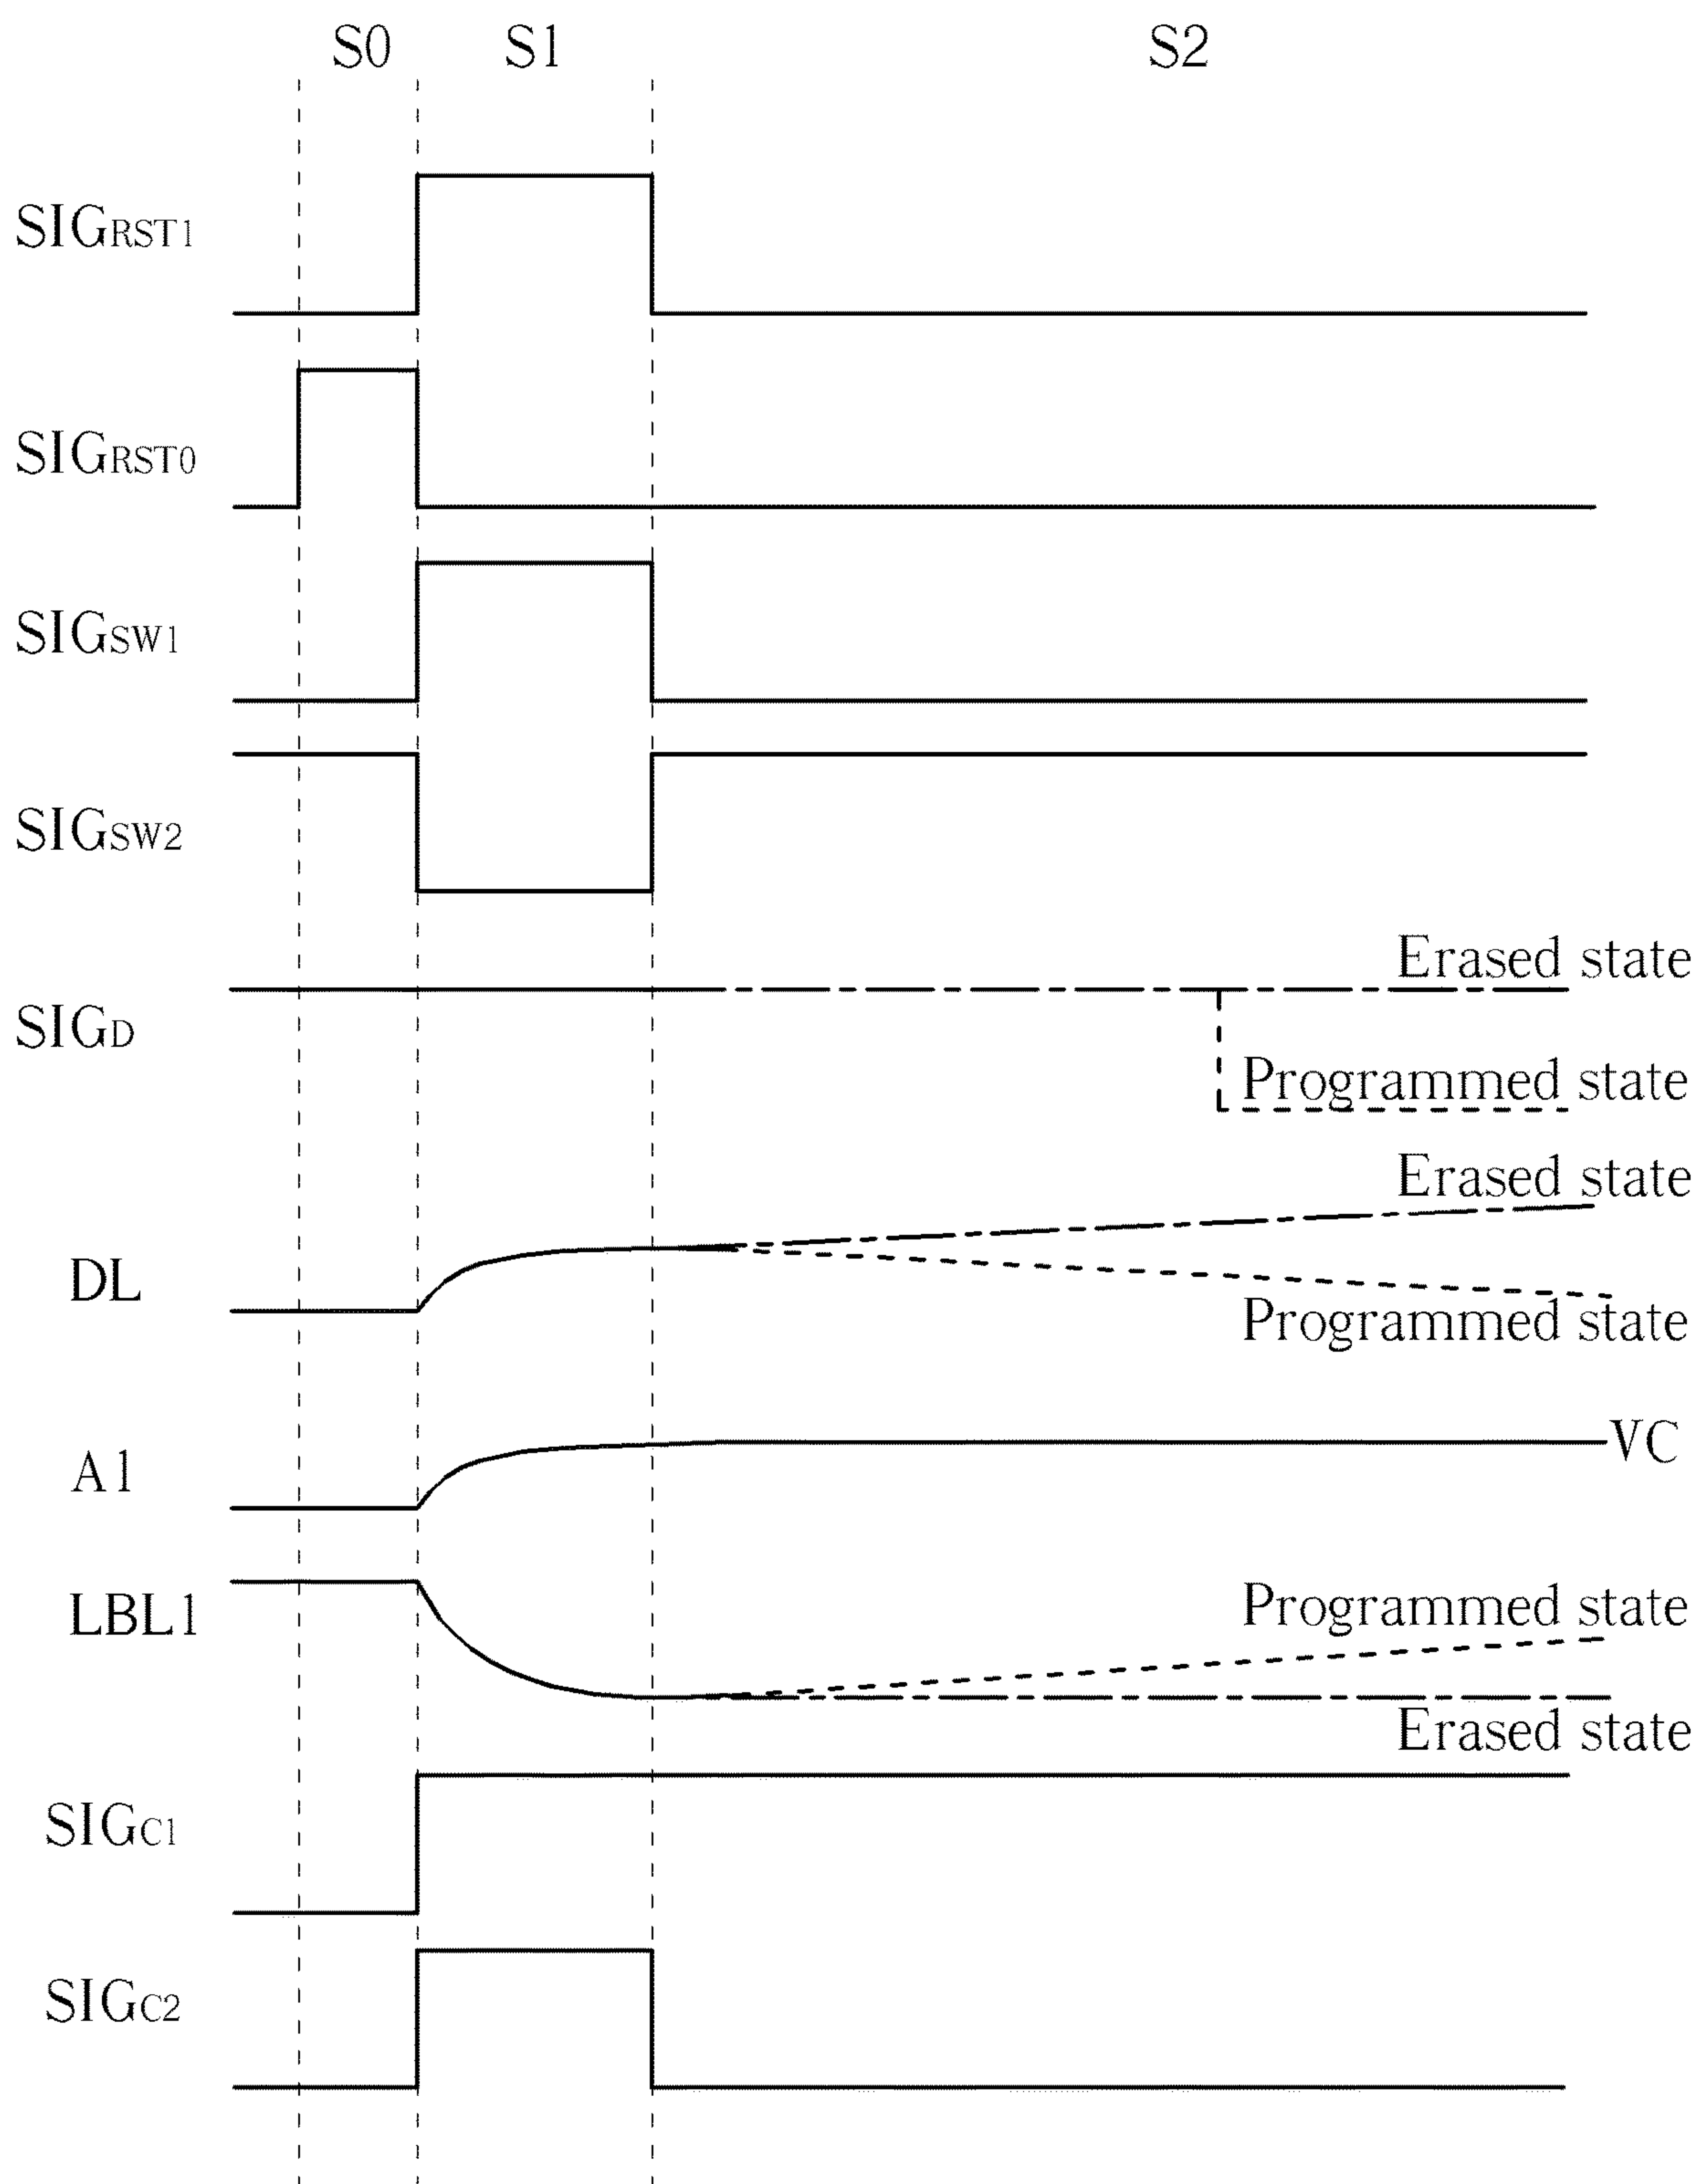 S0 S1 S2
SIGRST1
SIGRST0
SIGSW1
SIGSW2
Erased state
SIGD
Programmed state
Erased state
DL
Programmed state
VC
A1
Programmed state
LBL1
Erased state
SIGC1
SIGC2